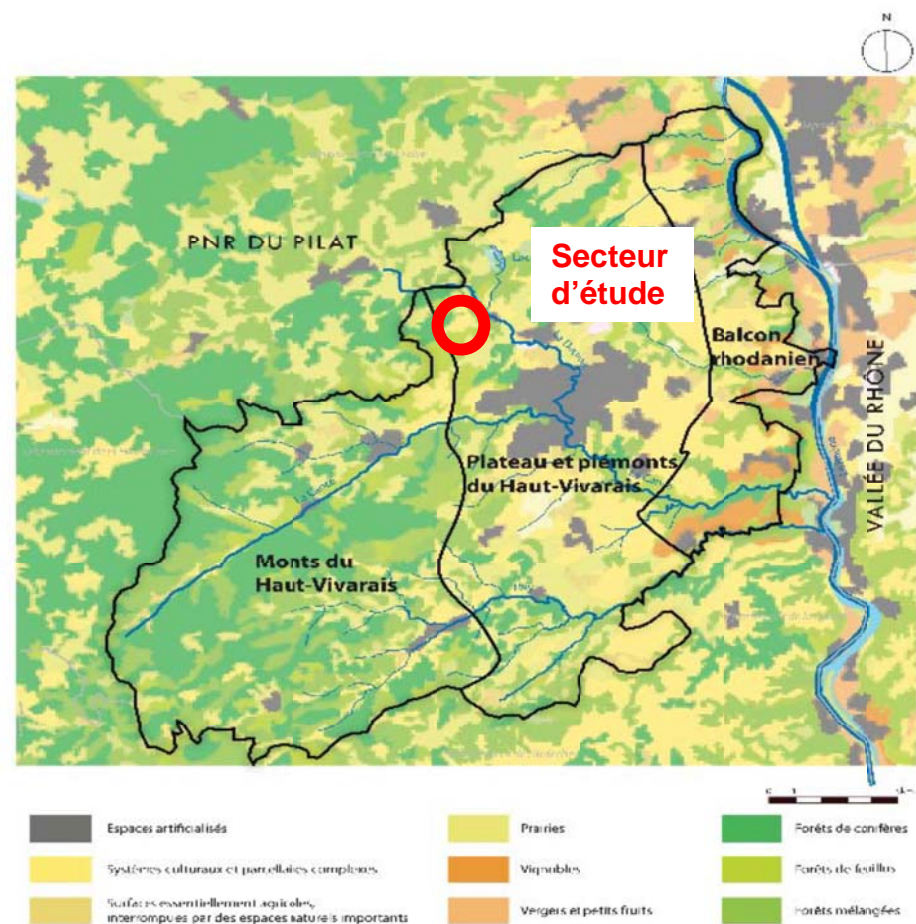 N
PNR DU PILAT
Secteur
d'étude
Balcon
rhodanien
VALLÉE DU RHÔNE
Plateau et piémonts
du Haut-Vivarais
La Cance
Monts du
Haut-Vivarais
Espaces artificialisés
Prairies
Forêts de conifères
Systèmes culturaux et parcellaires complexes
Vignobles
Forêts de feuillus
Surfaces essentiellement agricoles,
interrompues par des espaces naturels importants
Vergers et petits fruits
Forêts mélangées